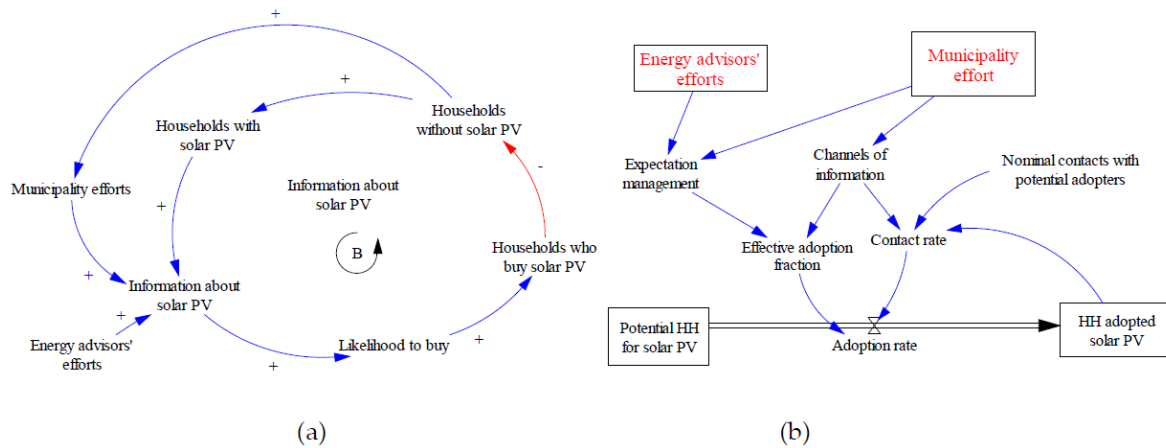 +
+
Households
without solar PV
Households with
solar PV
Municipality efforts
+
Information about
solar PV
-
B
Households who
buy solar PV
+
Information about
solar PV
+
Energy advisors'
efforts
+
Likelihood to buy
+
(a)
Energy advisors'
efforts
Municipality
effort
Expectation
management
Channels of
information
Nominal contacts with
potential adopters
Effective adoption
fraction
Contact rate
Potential HH
for solar PV
Adoption rate
HH adopted
solar PV
(b)